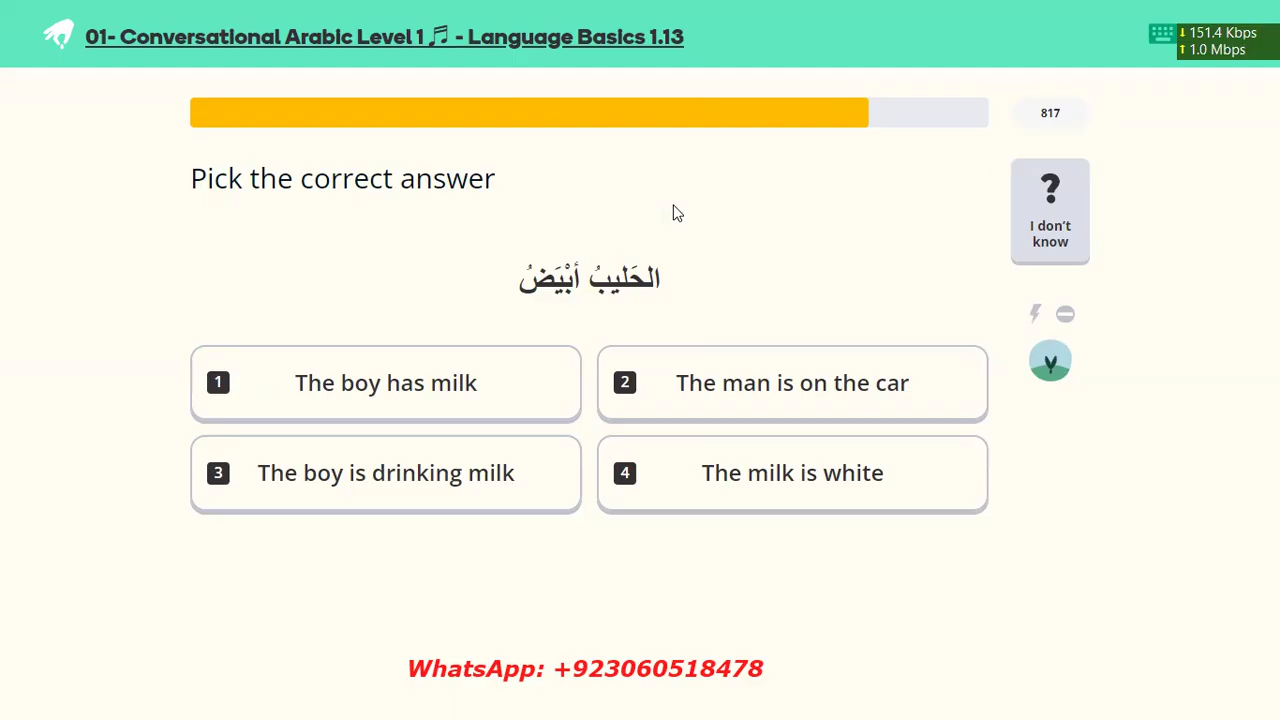 01- Conversational Arabic Level 1 🎵 - Language Basics 1.13
151.4 Kbps
1.0 Mbps
817
Pick the correct answer
?
I don't
know
الحَليبُ أبْيَضُ
1 The boy has milk
2 The man is on the car
3 The boy is drinking milk
4 The milk is white
WhatsApp: +923060518478